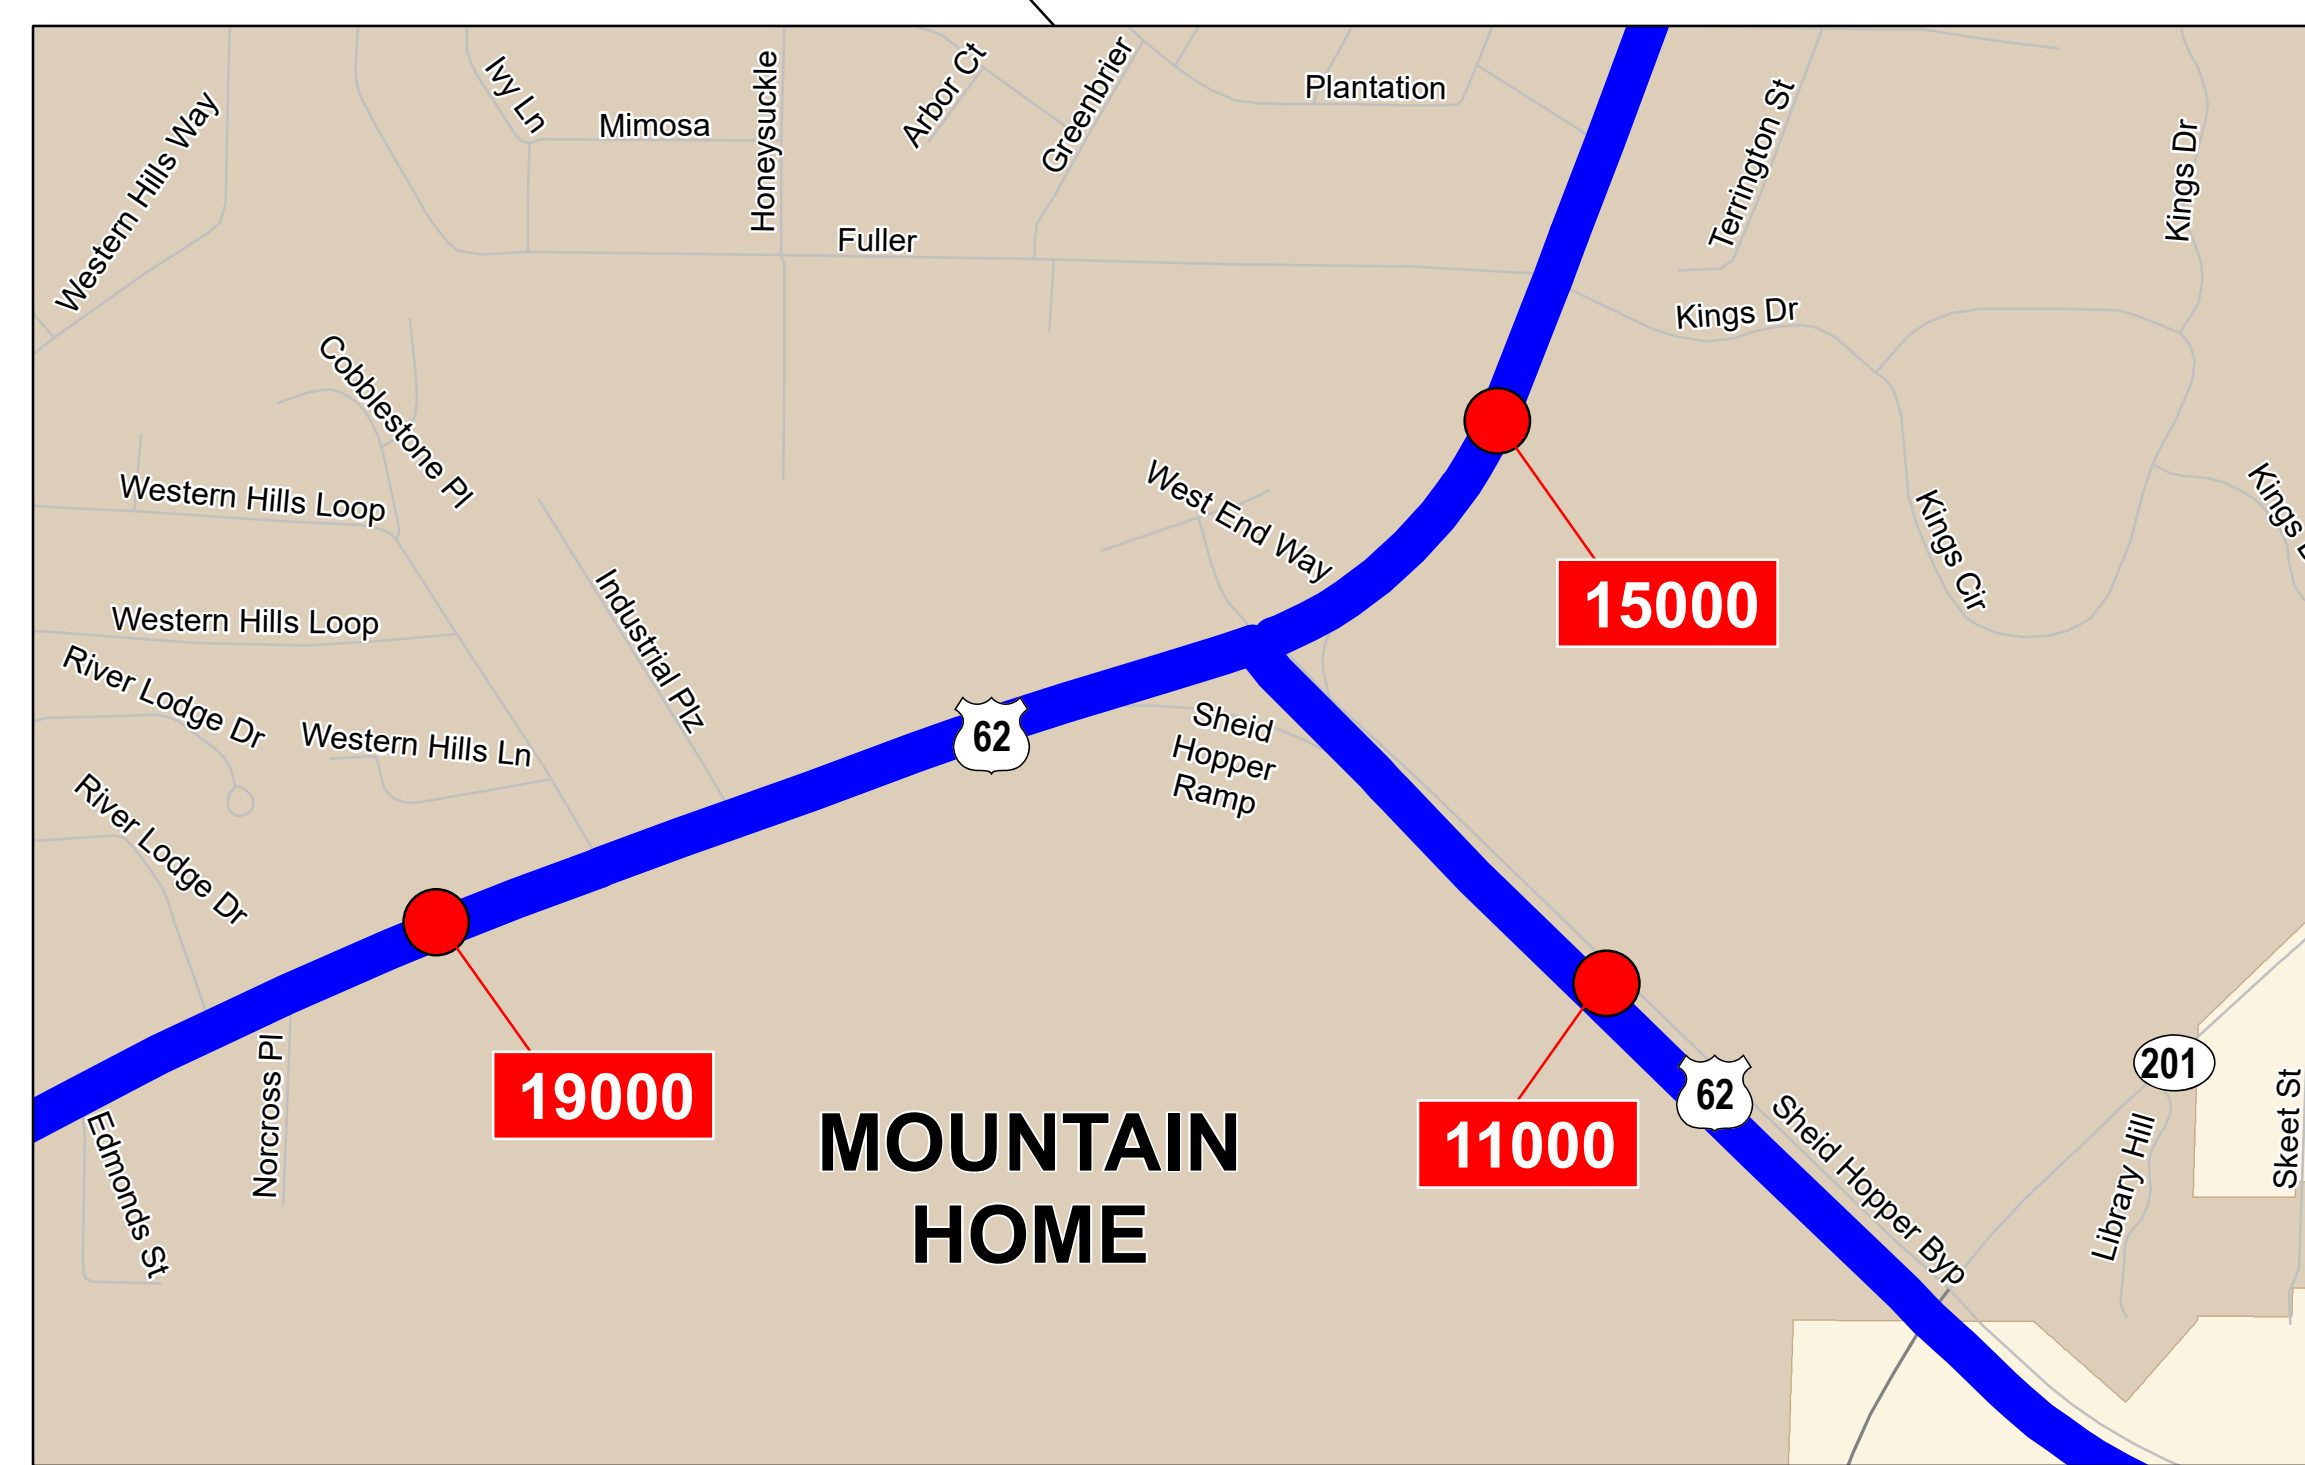 Western Hills Way
Ivy Ln
Mimosa
Honeysuckle
Arbor Ct
Greenbrier
Plantation
Terrington St
Kings Dr
Fuller
Kings Dr
Cobblestone Pl
Western Hills Loop
West End Way
Kings Cir
Kings
15000
Western Hills Loop
Industrial Plz
River Lodge Dr
Western Hills Ln
62
Sheid
Hopper
Ramp
River Lodge Dr
19000
Norcross Pl
Edmonds St
MOUNTAIN
HOME
11000
62
Sheid Hopper Byp
201
Library Hill
Skeet St